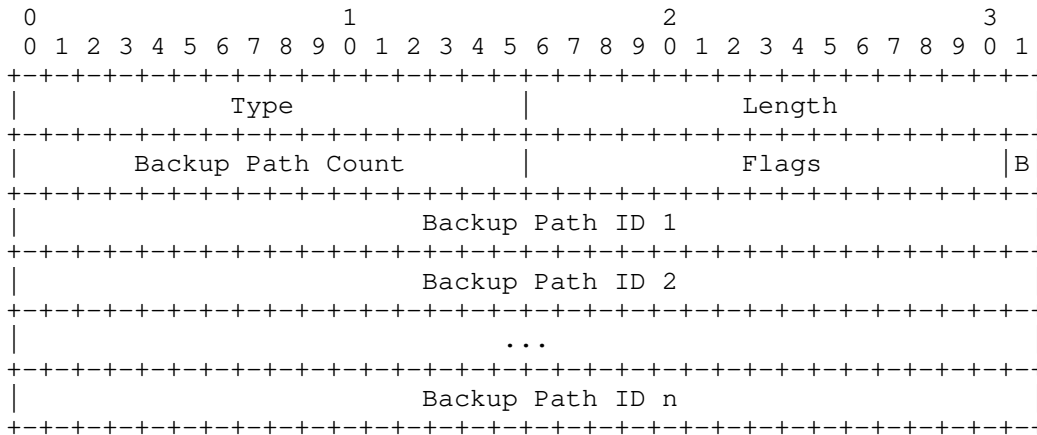 0                   1                   2                   3
0 1 2 3 4 5 6 7 8 9 0 1 2 3 4 5 6 7 8 9 0 1 2 3 4 5 6 7 8 9 0 1
+-+-+-+-+-+-+-+-+-+-+-+-+-+-+-+-+-+-+-+-+-+-+-+-+-+-+-+-+-+-+-+--
|             Type              |             Length
+-+-+-+-+-+-+-+-+-+-+-+-+-+-+-+-+-+-+-+-+-+-+-+-+-+-+-+-+-+-+-+--
|       Backup Path Count       |             Flags           |B
+-+-+-+-+-+-+-+-+-+-+-+-+-+-+-+-+-+-+-+-+-+-+-+-+-+-+-+-+-+-+-+--
|                         Backup Path ID 1
+-+-+-+-+-+-+-+-+-+-+-+-+-+-+-+-+-+-+-+-+-+-+-+-+-+-+-+-+-+-+-+--
|                         Backup Path ID 2
+-+-+-+-+-+-+-+-+-+-+-+-+-+-+-+-+-+-+-+-+-+-+-+-+-+-+-+-+-+-+-+--
|                              ...
+-+-+-+-+-+-+-+-+-+-+-+-+-+-+-+-+-+-+-+-+-+-+-+-+-+-+-+-+-+-+-+--
|                         Backup Path ID n
+-+-+-+-+-+-+-+-+-+-+-+-+-+-+-+-+-+-+-+-+-+-+-+-+-+-+-+-+-+-+-+--